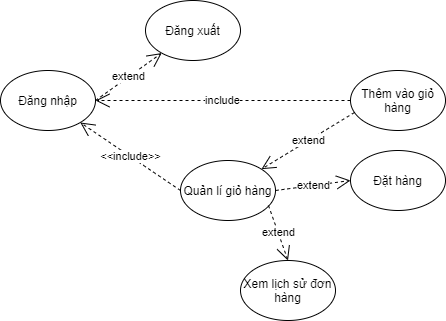 Đăng xuất
extend
Đăng nhập
include
Thêm vào giỏ
hàng
extend
<<include>>
Quản lí giỏ hàng
extend
Đặt hàng
extend
Xem lịch sử đơn
hàng